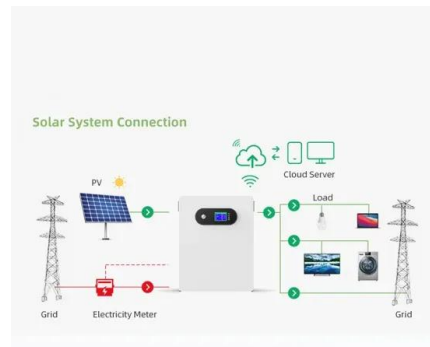 Solar System Connection
Cloud Server
PV
Load
Grid
Electricity Meter
Grid